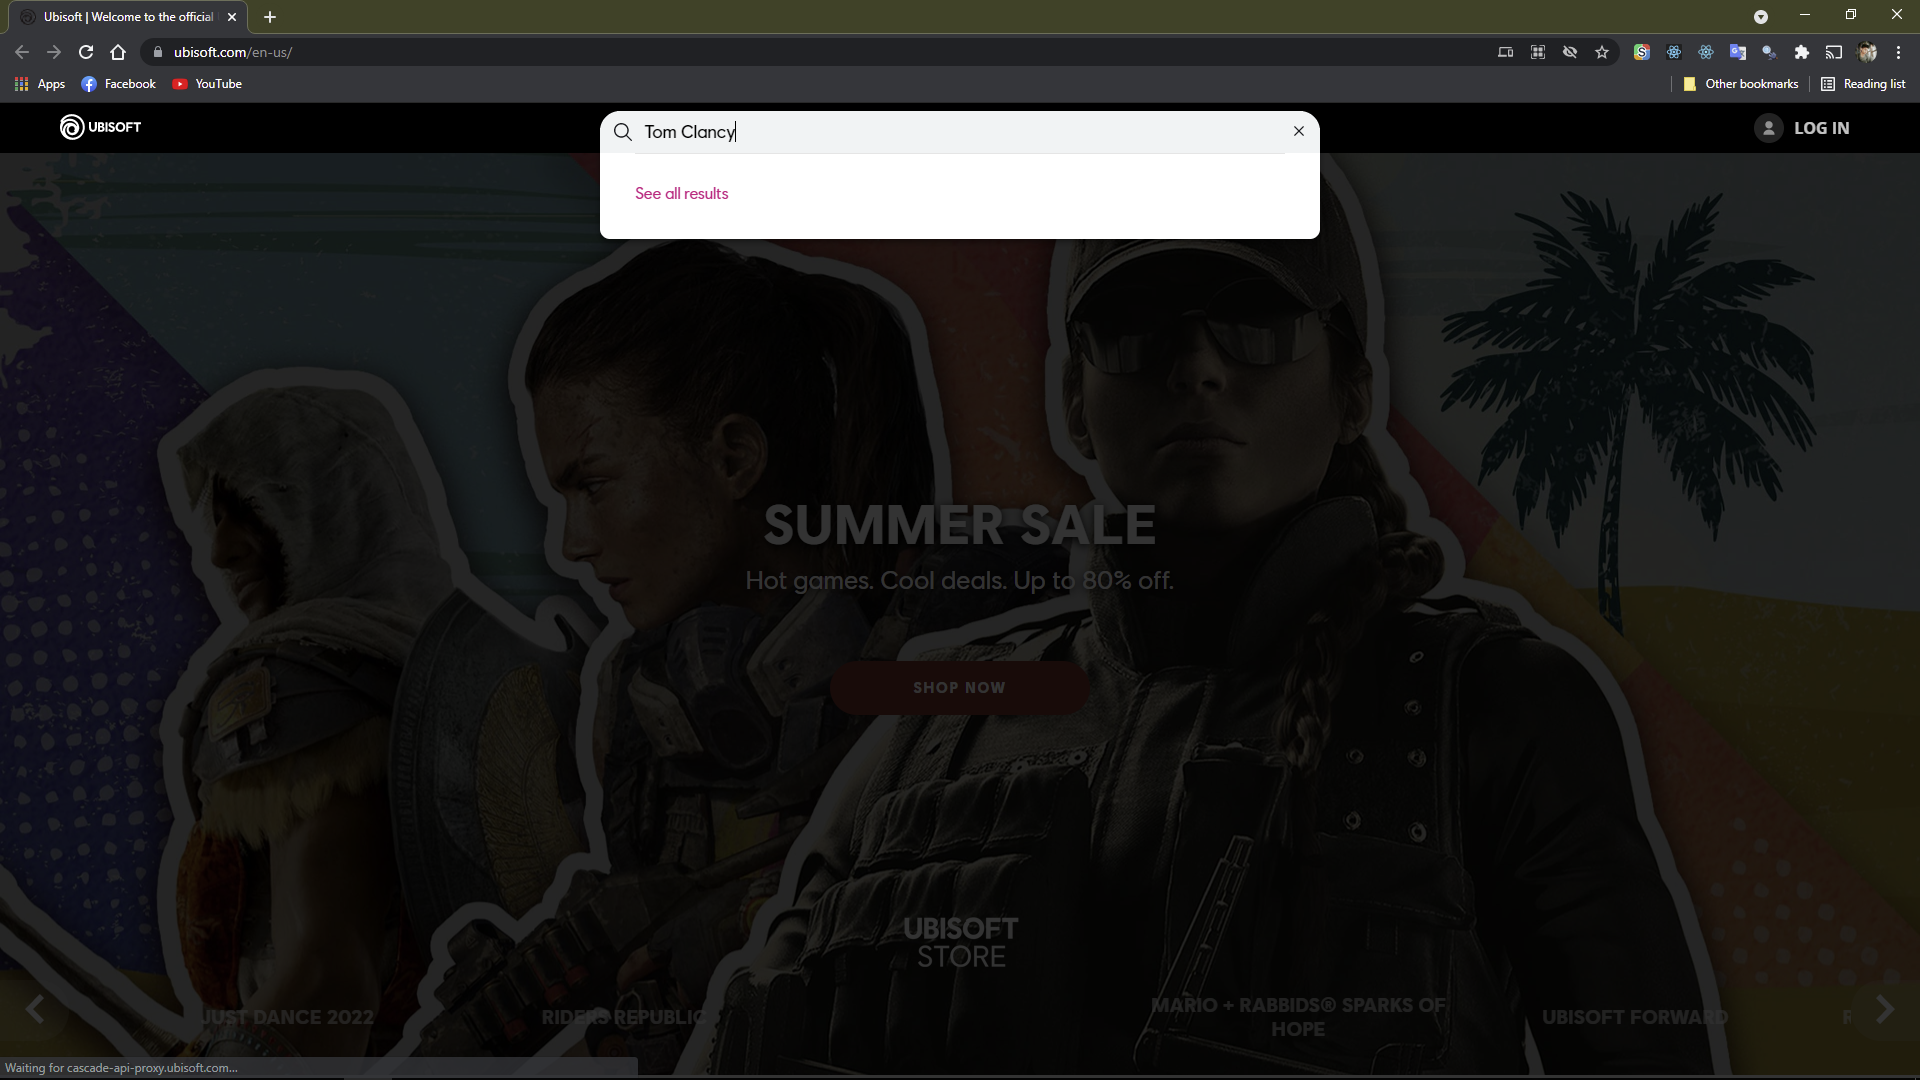 Ubisoft | Welcome to the official
ubisoft.com/en-us/
Apps Facebook YouTube Other bookmarks Reading list
UBISOFT
Tom Clancy
LOG IN
See all results
SUMMER SALE
Hot games. Cool deals. Up to 80% off.
SHOP NOW
UBISOFT
STORE
JUST DANCE 2022
RIDERS REPUBLIC
MARIO + RABBIDS® SPARKS OF
HOPE
UBISOFT FORWARD
R
Waiting for cascade-api-proxy.ubisoft.com...